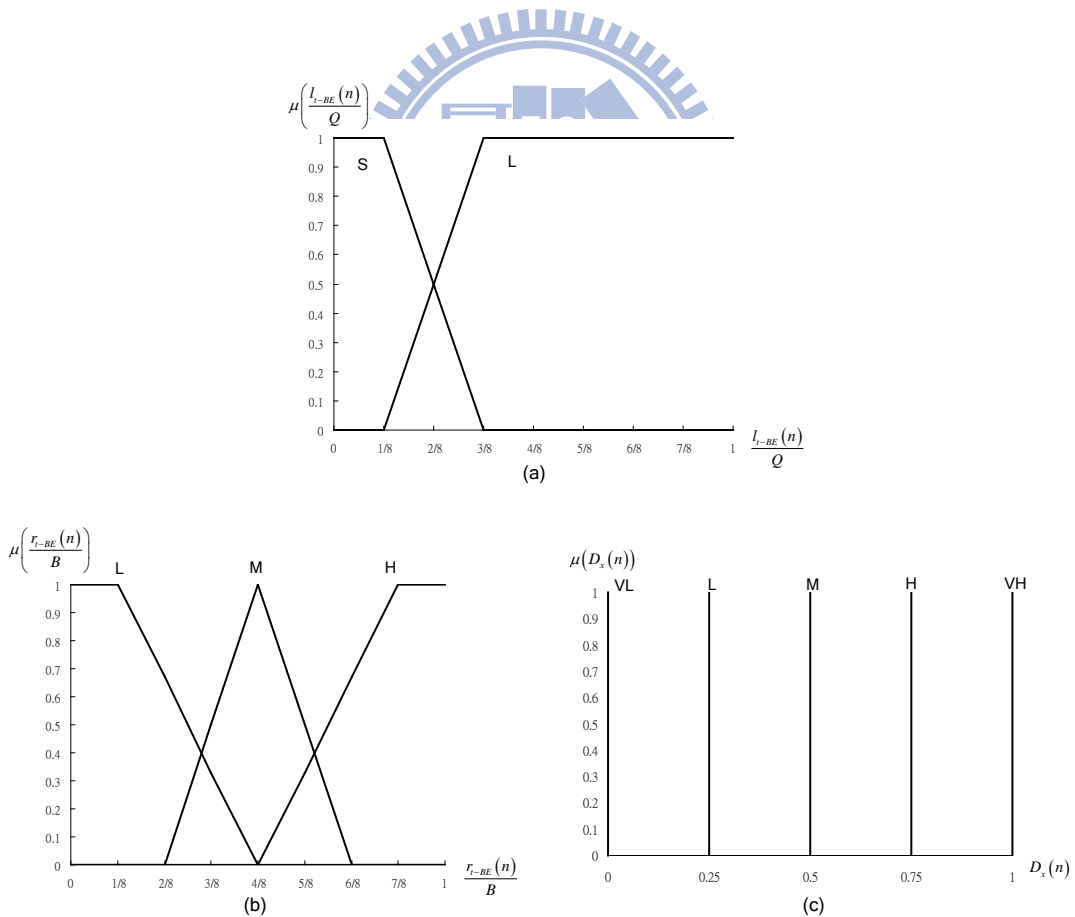 μ(l_{t-BE}(n)/Q)
1
0.9
0.8
0.7
0.6
0.5
0.4
0.3
0.2
0.1
0
S
L
0 1/8 2/8 3/8 4/8 5/8 6/8 7/8 1
l_{t-BE}(n)/Q
(a)
μ(r_{t-BE}(n)/B)
L M H
1
0.9
0.8
0.7
0.6
0.5
0.4
0.3
0.2
0.1
0
0 1/8 2/8 3/8 4/8 5/8 6/8 7/8 1
r_{t-BE}(n)/B
(b)
μ(D_x(n))
VL L M H VH
1
0.9
0.8
0.7
0.6
0.5
0.4
0.3
0.2
0.1
0
0 0.25 0.5 0.75 1
D_x(n)
(c)